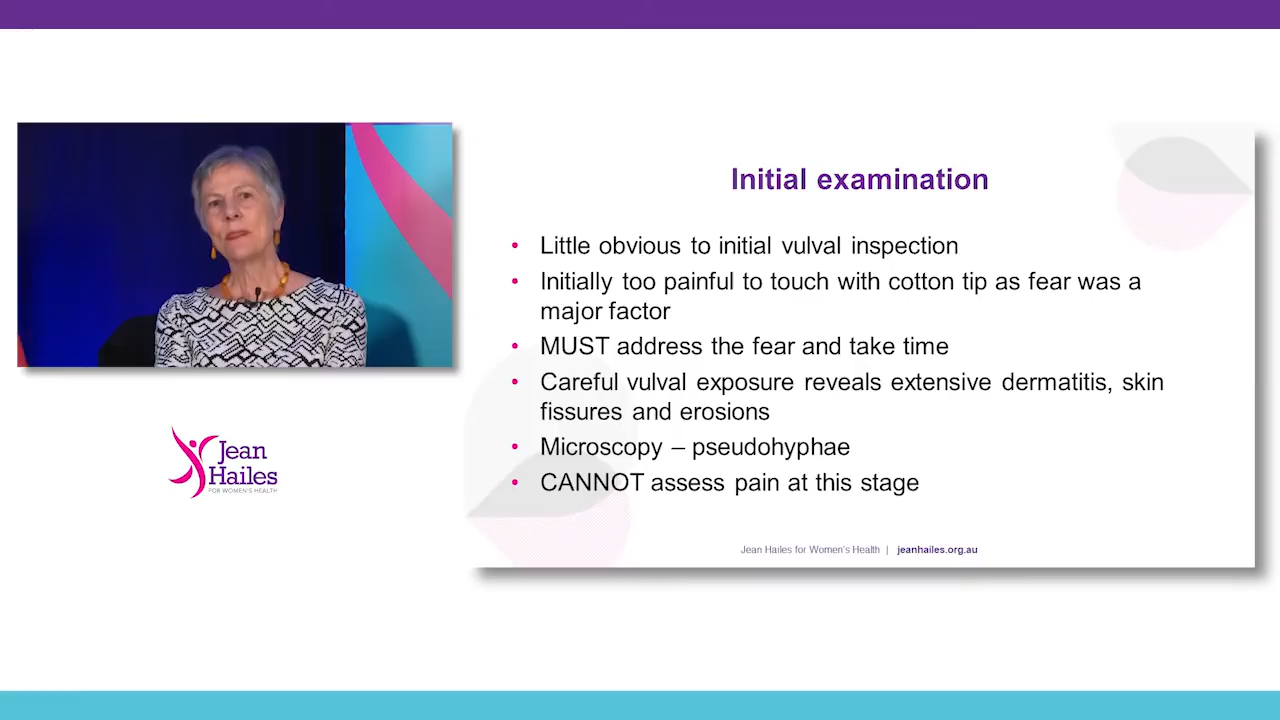 Initial examination
• Little obvious to initial vulval inspection
• Initially too painful to touch with cotton tip as fear was a
major factor
• MUST address the fear and take time
• Careful vulval exposure reveals extensive dermatitis, skin
fissures and erosions
• Microscopy – pseudohyphae
• CANNOT assess pain at this stage
Jean Hailes for Women's Health | jeanhailes.org.au
Jean
Hailes
FOR WOMEN'S HEALTH